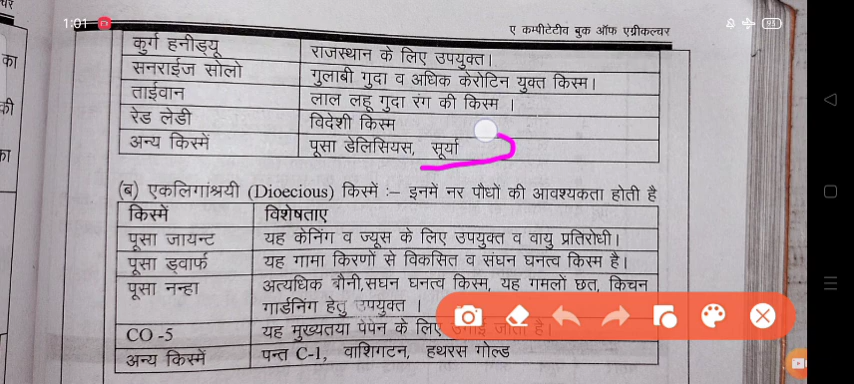 1:01
93
ए कम्पीटेटीव बुक ऑफ एग्रीकल्चर
कुर्ग हनीड्यू राजस्थान के लिए उपयुक्त।
सनराईज सोलो गुलाबी गुदा व अधिक केरोटिन युक्त किस्म।
ताईवान लाल लहू गुदा रंग की किस्म ।
रेड लेडी विदेशी किस्म
अन्य किस्में पूसा डेलिसियस, सूर्या
(ब) एकलिगांश्रयी (Dioecious) किस्में :– इनमें नर पौधों की आवश्यकता होती है
किस्में विशेषताए
पूसा जायन्ट यह केनिंग व ज्यूस के लिए उपयुक्त व वायु प्रतिरोधी।
पूसा ड्वार्फ यह गामा किरणों से विकसित व संघन घनत्व किस्म है।
पूसा नन्हा अत्यधिक बौनी,सघन घनत्व किस्म, यह गमलों छत, किचन
गार्डनिंग हेतु उपयुक्त ।
CO -5 यह मुख्यतया पेपेन के लिए उगाई जाती है।
अन्य किस्में पन्त C-1, वाशिगटन, हथरस गोल्ड
का
की
का